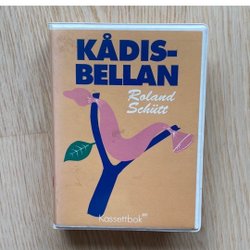 KÅDIS-
BELLAN
Roland
Schütt
Kassettbok